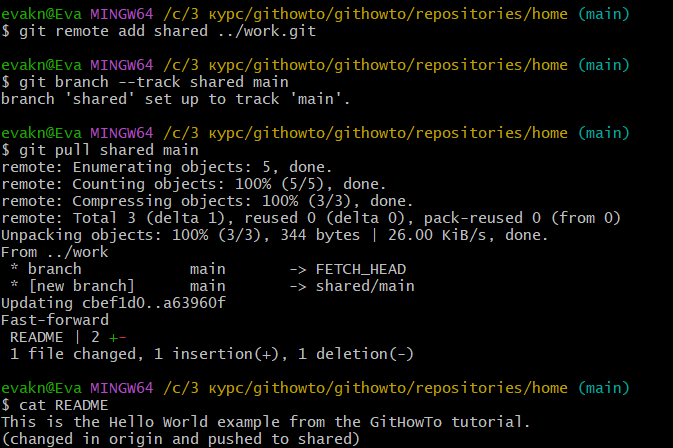 evakn@Eva MINGW64 /c/3 курс/githowto/githowto/repositories/home (main)
$ git remote add shared ../work.git
evakn@Eva MINGW64 /c/3 курс/githowto/githowto/repositories/home (main)
$ git branch --track shared main
branch 'shared' set up to track 'main'.
evakn@Eva MINGW64 /c/3 курс/githowto/githowto/repositories/home (main)
$ git pull shared main
remote: Enumerating objects: 5, done.
remote: Counting objects: 100% (5/5), done.
remote: Compressing objects: 100% (3/3), done.
remote: Total 3 (delta 1), reused 0 (delta 0), pack-reused 0 (from 0)
Unpacking objects: 100% (3/3), 344 bytes | 26.00 KiB/s, done.
From ../work
 * branch            main       -> FETCH_HEAD
 * [new branch]      main       -> shared/main
Updating cbef1d0..a63960f
Fast-forward
 README | 2 +-
 1 file changed, 1 insertion(+), 1 deletion(-)
evakn@Eva MINGW64 /c/3 курс/githowto/githowto/repositories/home (main)
$ cat README
This is the Hello World example from the GitHowTo tutorial.
(changed in origin and pushed to shared)